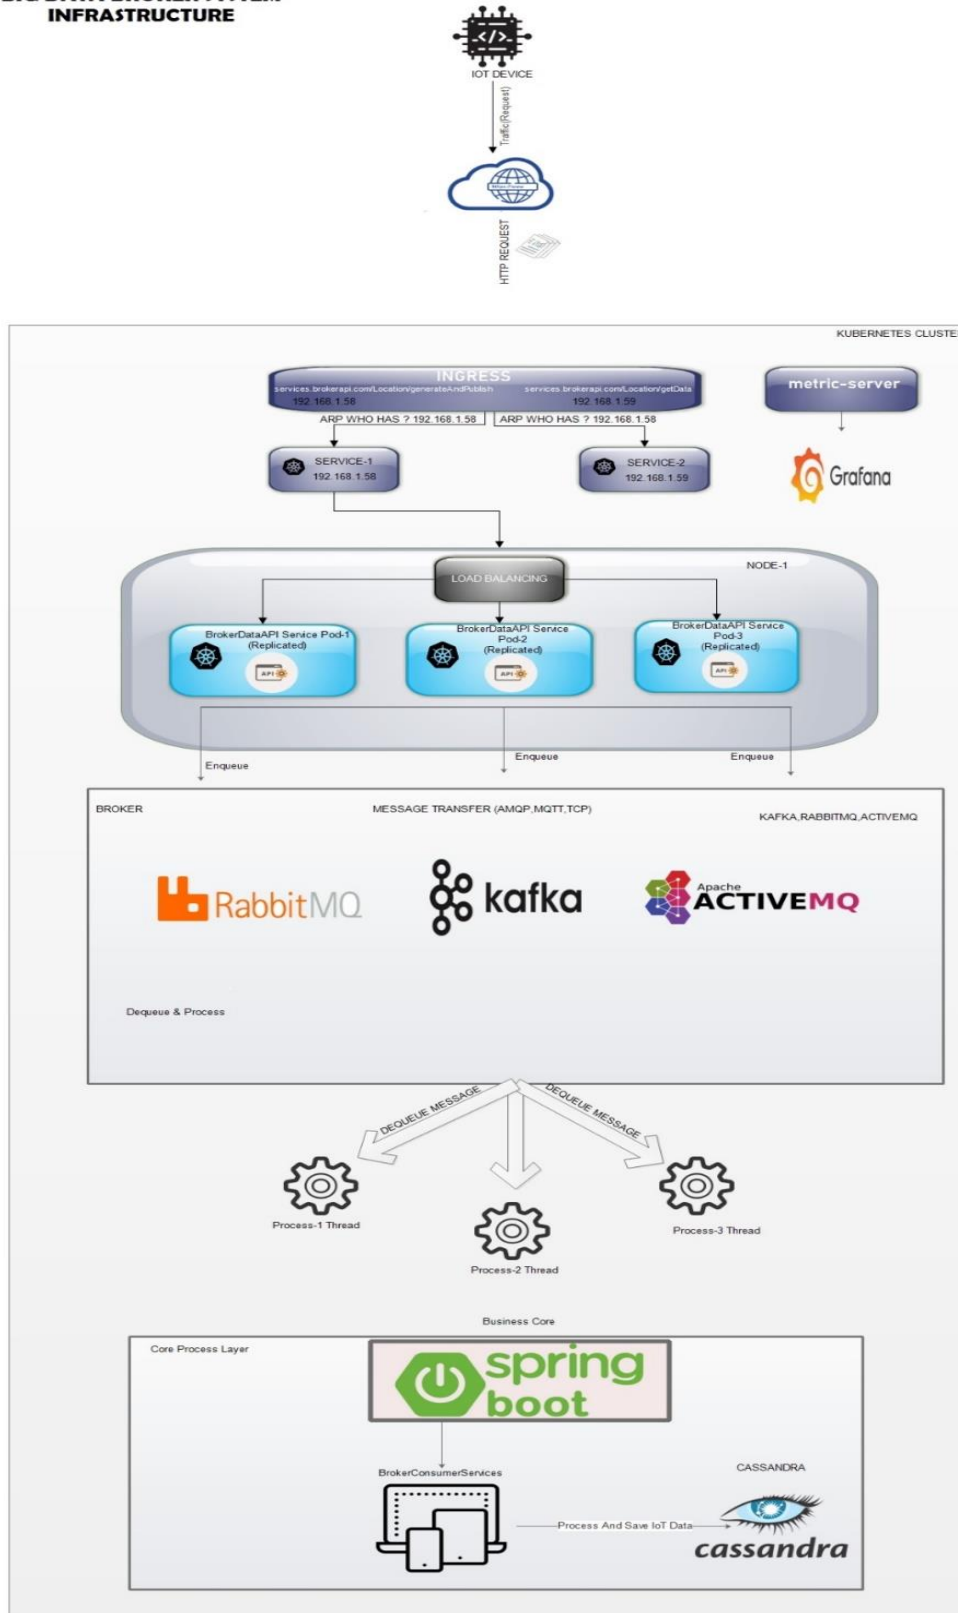 INFRASTRUCTURE
IOT DEVICE
Traffic(Request)
HTTP REQUEST
KUBERNETES CLUSTE
INGRESS
services.brokerapi.com/Location/generateAndPublish
services.brokerapi.com/Location/getData
192.168.1.58
192.168.1.59
metric-server
ARP WHO HAS ? 192.168.1.58
ARP WHO HAS ? 192.168.1.58
SERVICE-1
192.168.1.58
SERVICE-2
192.168.1.59
Grafana
NODE-1
LOAD BALANCING
BrokerDataAPI Service Pod-1
(Replicated)
API
BrokerDataAPI Service
Pod-2
(Replicated)
API
BrokerDataAPI Service
Pod-3
(Replicated)
API
Enqueue
Enqueue
Enqueue
BROKER
MESSAGE TRANSFER (AMQP,MQTT,TCP)
KAFKA,RABBITMQ,ACTIVEMQ
RabbitMQ
kafka
Apache
ACTIVEMQ
Dequeue & Process
DEQUEUE MESSAGE
DEQUEUE MESSAGE
Process-1 Thread
Process-2 Thread
Process-3 Thread
Business Core
Core Process Layer
spring
boot
BrokerConsumerServices
CASSANDRA
Process And Save IoT Data
cassandra